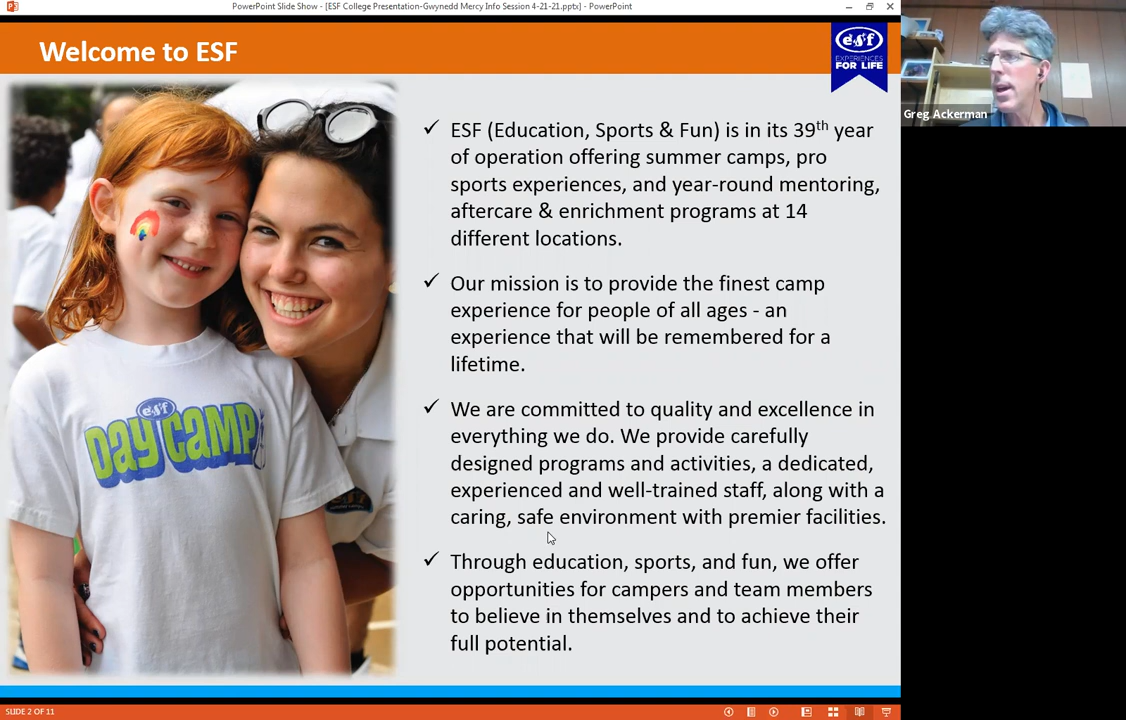 PowerPoint Slide Show - [ESF College Presentation-Gwynedd Mercy Info Session 4-21-21.pptx] - PowerPoint
Welcome to ESF
esf
EXPERIENCES
FOR LIFE
Greg Ackerman
✓ ESF (Education, Sports & Fun) is in its 39th year
of operation offering summer camps, pro
sports experiences, and year-round mentoring,
aftercare & enrichment programs at 14
different locations.
✓ Our mission is to provide the finest camp
experience for people of all ages - an
experience that will be remembered for a
lifetime.
✓ We are committed to quality and excellence in
everything we do. We provide carefully
designed programs and activities, a dedicated,
experienced and well-trained staff, along with a
caring, safe environment with premier facilities.
✓ Through education, sports, and fun, we offer
opportunities for campers and team members
to believe in themselves and to achieve their
full potential.
esf
Day CAMP
SLIDE 2 OF 11